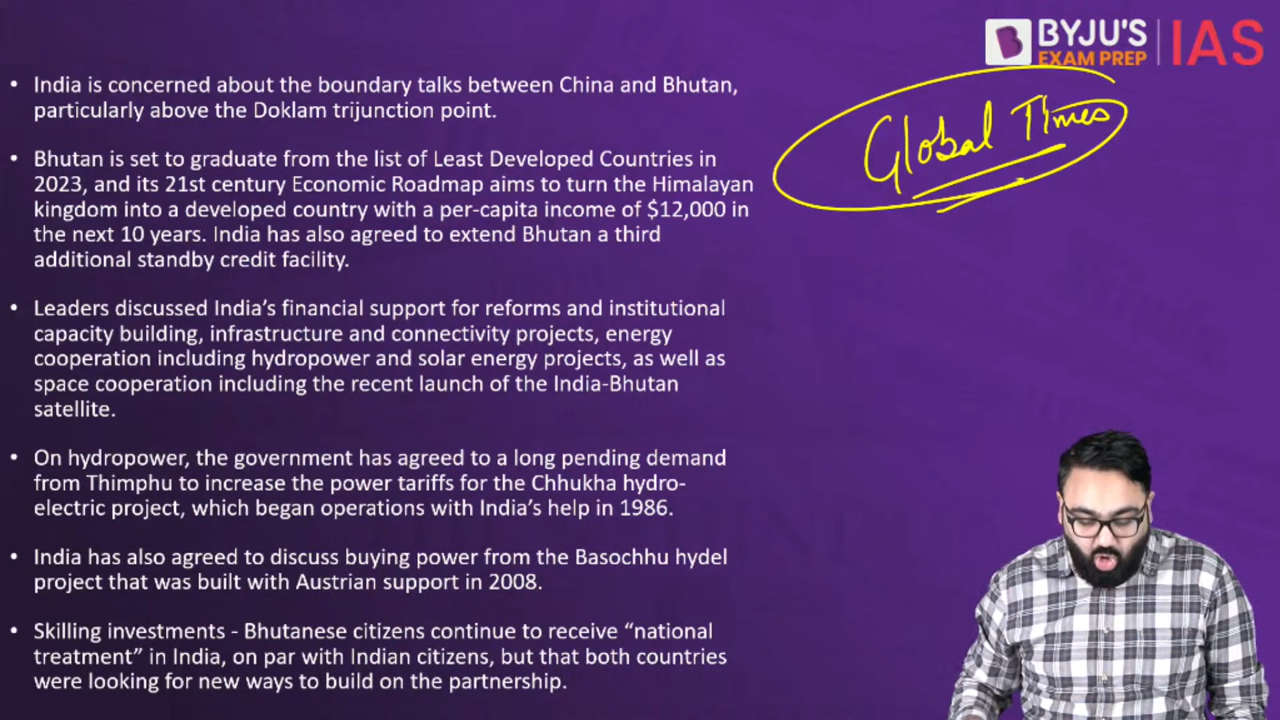 BYJU'S
EXAM PREP
IAS
Global Times
• India is concerned about the boundary talks between China and Bhutan,
particularly above the Doklam trijunction point.
• Bhutan is set to graduate from the list of Least Developed Countries in
2023, and its 21st century Economic Roadmap aims to turn the Himalayan
kingdom into a developed country with a per-capita income of $12,000 in
the next 10 years. India has also agreed to extend Bhutan a third
additional standby credit facility.
• Leaders discussed India’s financial support for reforms and institutional
capacity building, infrastructure and connectivity projects, energy
cooperation including hydropower and solar energy projects, as well as
space cooperation including the recent launch of the India-Bhutan
satellite.
• On hydropower, the government has agreed to a long pending demand
from Thimphu to increase the power tariffs for the Chhukha hydro-
electric project, which began operations with India’s help in 1986.
• India has also agreed to discuss buying power from the Basochhu hydel
project that was built with Austrian support in 2008.
• Skilling investments - Bhutanese citizens continue to receive “national
treatment” in India, on par with Indian citizens, but that both countries
were looking for new ways to build on the partnership.